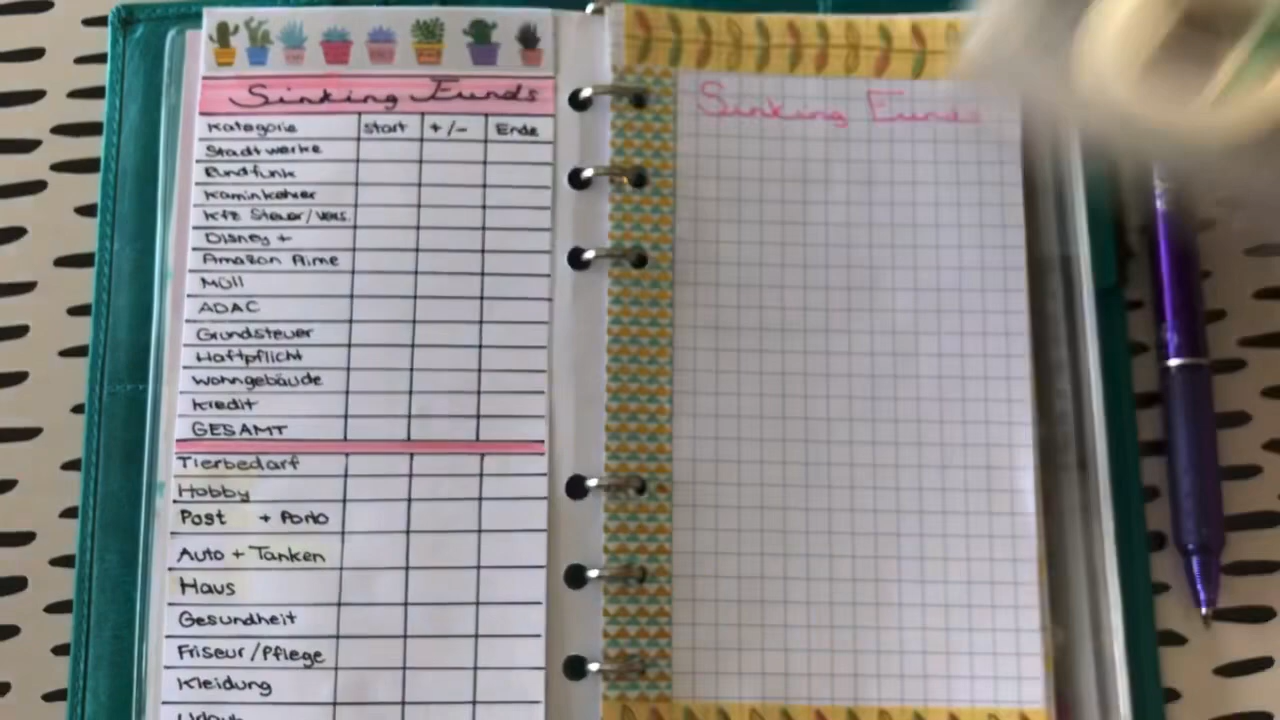 Sinking Funds
Kategorie Start +/- Ende
Stadtwerke
Rundfunk
Kaminkehrer
Kfz Steuer/Vers.
Disney +
Amazon Prime
Müll
ADAC
Grundsteuer
Haftpflicht
Wohngebäude
Kredit
GESAMT
Tierbedarf
Hobby
Post + Porto
Auto + Tanken
Haus
Gesundheit
Friseur/Pflege
Kleidung
Urlaub
Sinking Funds